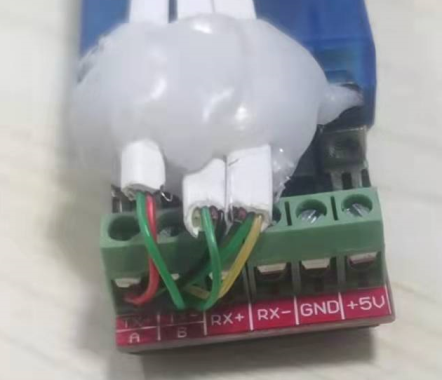 RX+ RX- GND +5V
A B